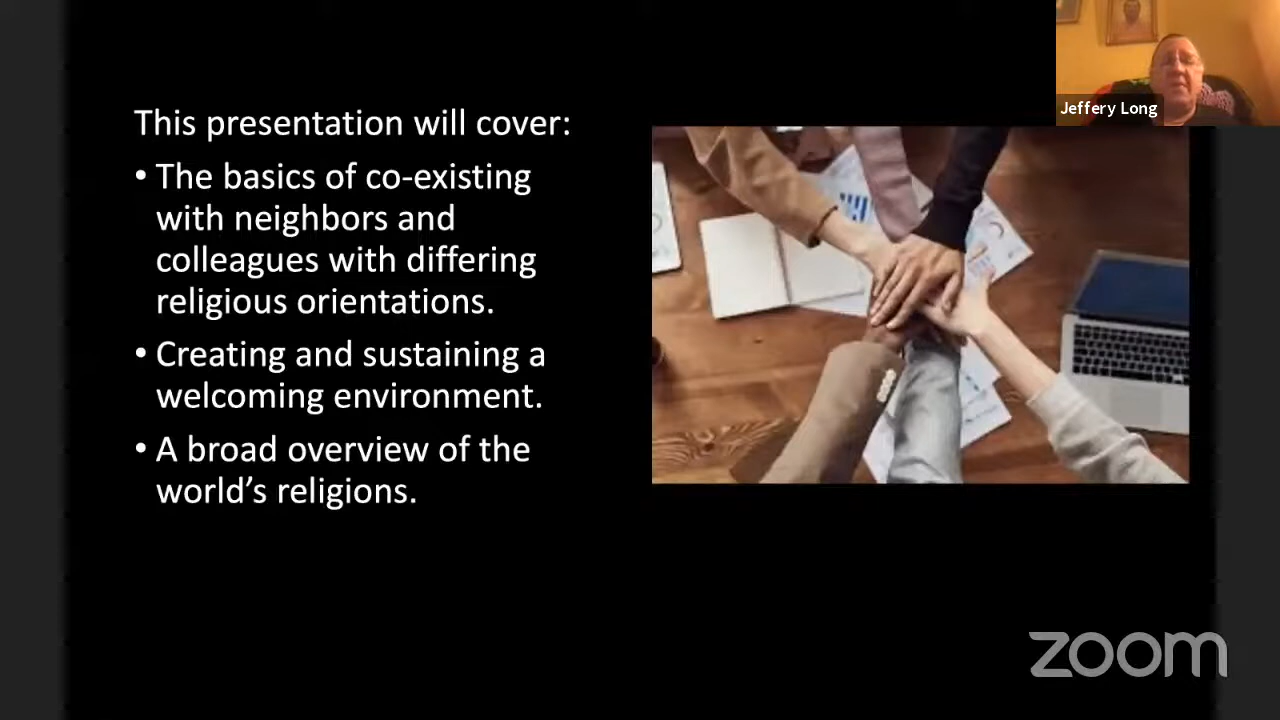 Jeffery Long
This presentation will cover:
• The basics of co-existing
with neighbors and
colleagues with differing
religious orientations.
• Creating and sustaining a
welcoming environment.
• A broad overview of the
world’s religions.
zoom